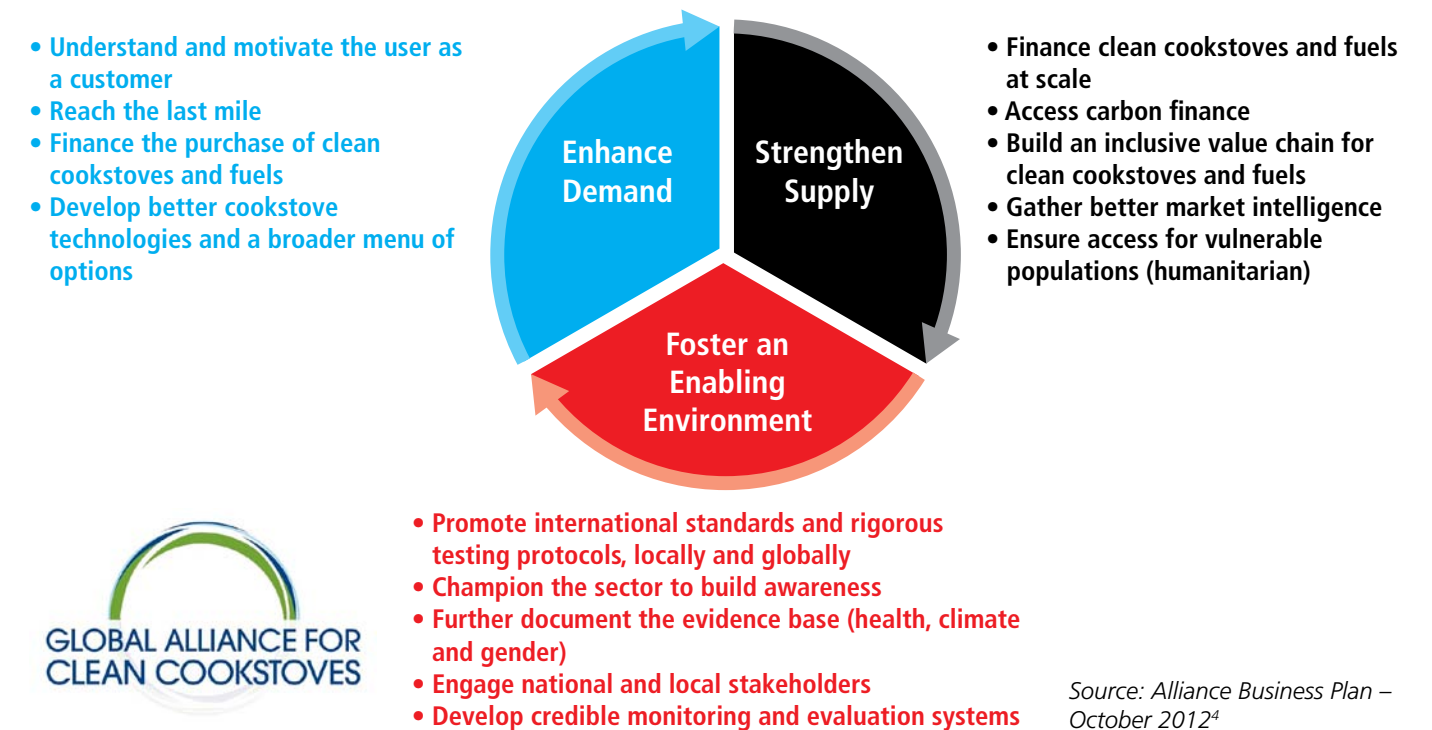 • Understand and motivate the user as
a customer
• Reach the last mile
• Finance the purchase of clean
cookstoves and fuels
• Develop better cookstove
technologies and a broader menu of
options
Enhance
Demand
Strengthen
Supply
• Finance clean cookstoves and fuels
at scale
• Access carbon finance
• Build an inclusive value chain for
clean cookstoves and fuels
• Gather better market intelligence
• Ensure access for vulnerable
populations (humanitarian)
Foster an
Enabling
Environment
GLOBAL ALLIANCE FOR
CLEAN COOKSTOVES
• Promote international standards and rigorous
testing protocols, locally and globally
• Champion the sector to build awareness
• Further document the evidence base (health, climate
and gender)
• Engage national and local stakeholders
• Develop credible monitoring and evaluation systems
Source: Alliance Business Plan –
October 2012⁴